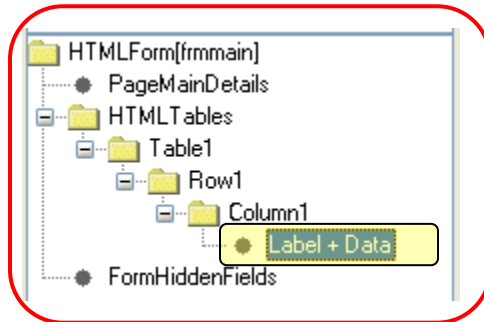 HTMLForm[frmmain]
PageMainDetails
HTMLTables
Table1
Row1
Column1
Label + Data
FormHiddenFields